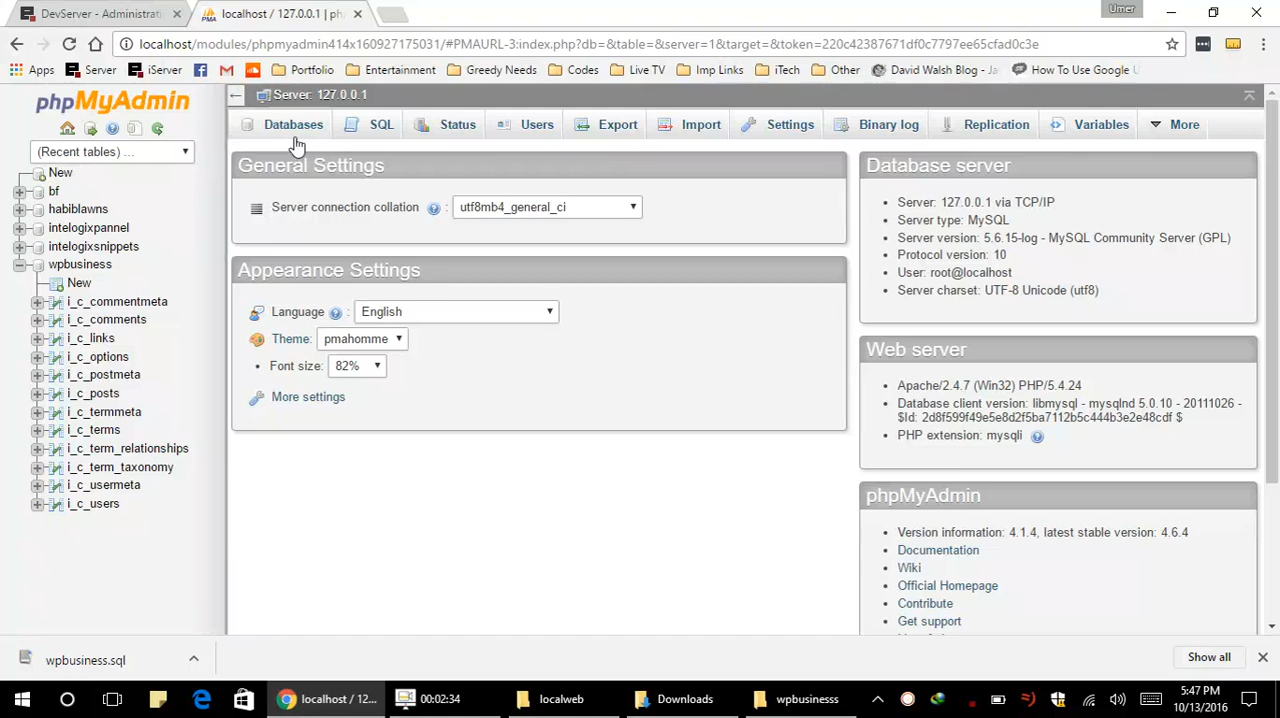 DevServer - Administrati
localhost / 127.0.0.1 | ph
Umer
localhost/modules/phpmyadmin414x160927175031/#PMAURL-3:index.php?db=&table=&server=1&target=&token=220c42387671df0c7797ee65cfad0c3e
Apps
Server
iServer
Portfolio
Entertainment
Greedy Needs
Codes
Live TV
Imp Links
iTech
Other
David Walsh Blog - Ja
How To Use Google
phpMyAdmin
(Recent tables) ...
New
bf
habiblawns
intelogixpannel
intelogixsnippets
wpbusiness
New
i_c_commentmeta
i_c_comments
i_c_links
i_c_options
i_c_postmeta
i_c_posts
i_c_termmeta
i_c_terms
i_c_term_relationships
i_c_term_taxonomy
i_c_usermeta
i_c_users
Server: 127.0.0.1
Databases
SQL
Status
Users
Export
Import
Settings
Binary log
Replication
Variables
More
General Settings
Server connection collation : utf8mb4_general_ci
Appearance Settings
Language : English
Theme: pmahomme
• Font size: 82%
More settings
Database server
• Server: 127.0.0.1 via TCP/IP
• Server type: MySQL
• Server version: 5.6.15-log - MySQL Community Server (GPL)
• Protocol version: 10
• User: root@localhost
• Server charset: UTF-8 Unicode (utf8)
Web server
• Apache/2.4.7 (Win32) PHP/5.4.24
• Database client version: libmysql - mysqlnd 5.0.10 - 20111026 -
$Id: 2d8f599f49e5e8d2f5ba7112b5c444b3e2e48cdf $
• PHP extension: mysqli
phpMyAdmin
• Version information: 4.1.4, latest stable version: 4.6.4
• Documentation
• Wiki
• Official Homepage
• Contribute
• Get support
wpbusiness.sql
Show all
localhost / 12...
00:02:34
localweb
Downloads
wpbusinesss
5:47 PM
10/13/2016